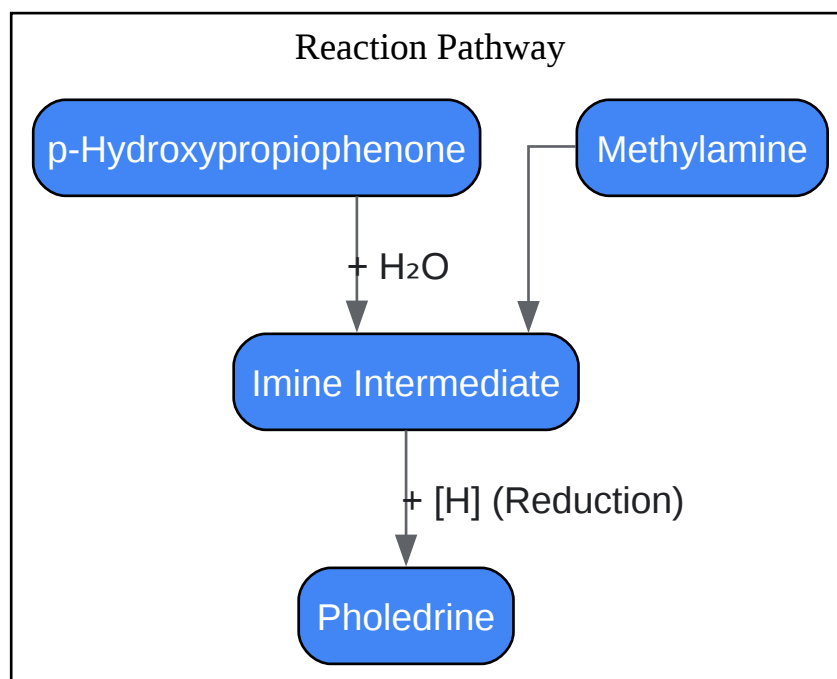 Reaction Pathway
p-Hydroxypropiophenone
Methylamine
+ H₂O
Imine Intermediate
+ [H] (Reduction)
Pholedrine